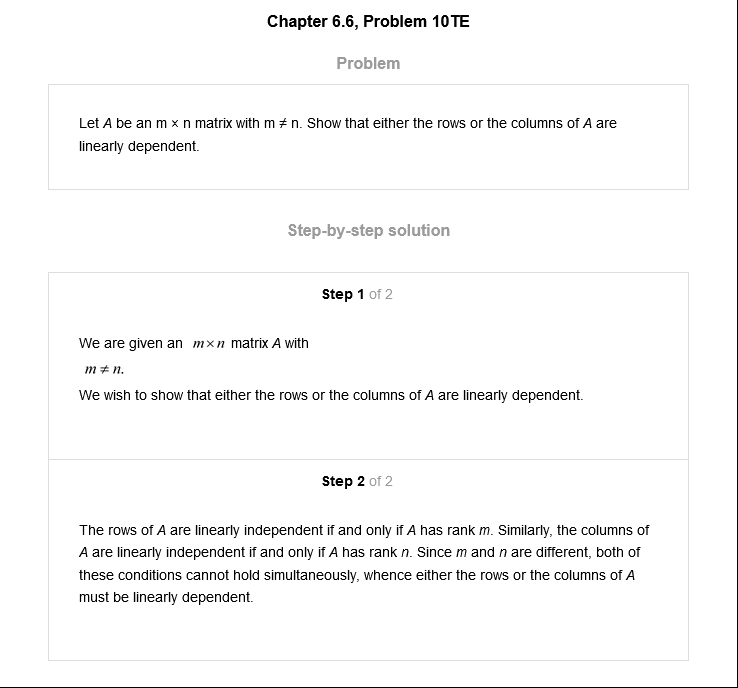 Chapter 6.6, Problem 10TE
Problem
Let A be an m × n matrix with m ≠ n. Show that either the rows or the columns of A are
linearly dependent.
Step-by-step solution
Step 1 of 2
We are given an m×n matrix A with
m ≠ n.
We wish to show that either the rows or the columns of A are linearly dependent.
Step 2 of 2
The rows of A are linearly independent if and only if A has rank m. Similarly, the columns of
A are linearly independent if and only if A has rank n. Since m and n are different, both of
these conditions cannot hold simultaneously, whence either the rows or the columns of A
must be linearly dependent.